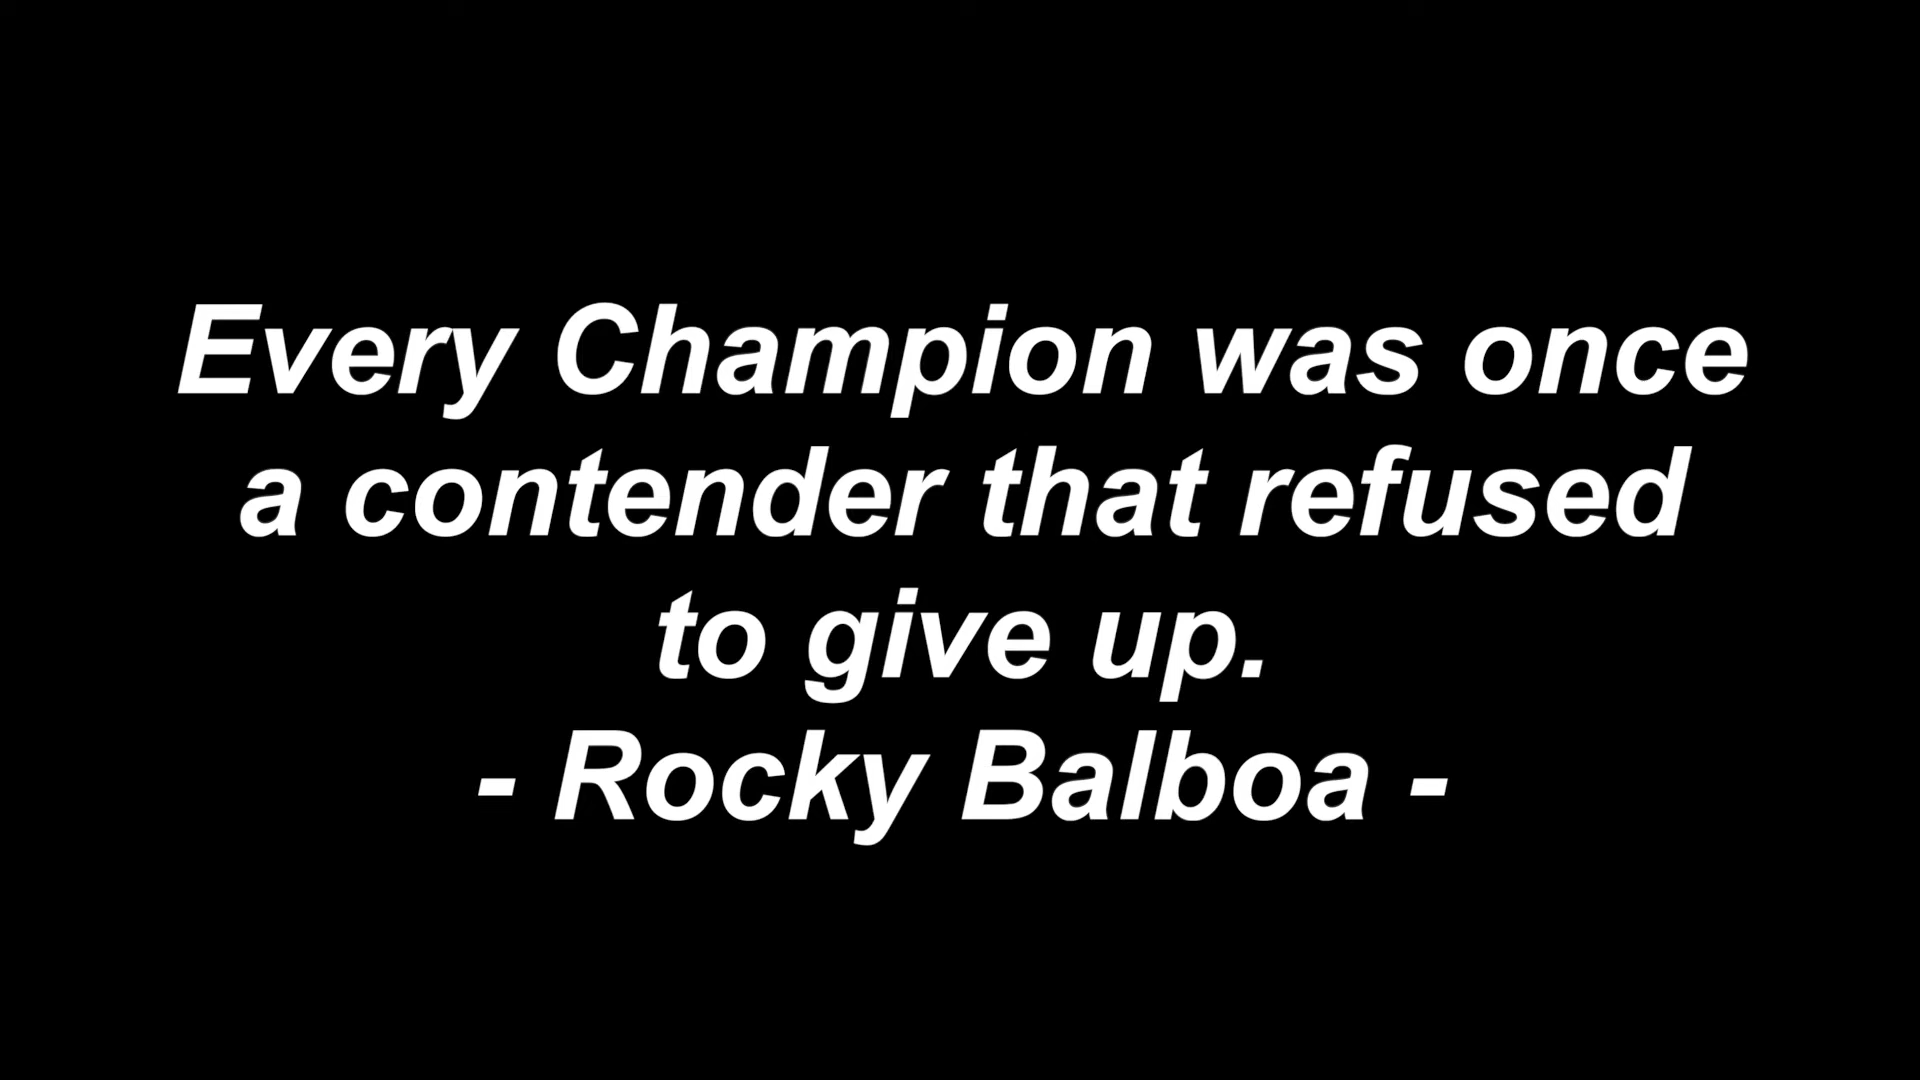 Every Champion was once
a contender that refused
to give up.
- Rocky Balboa -